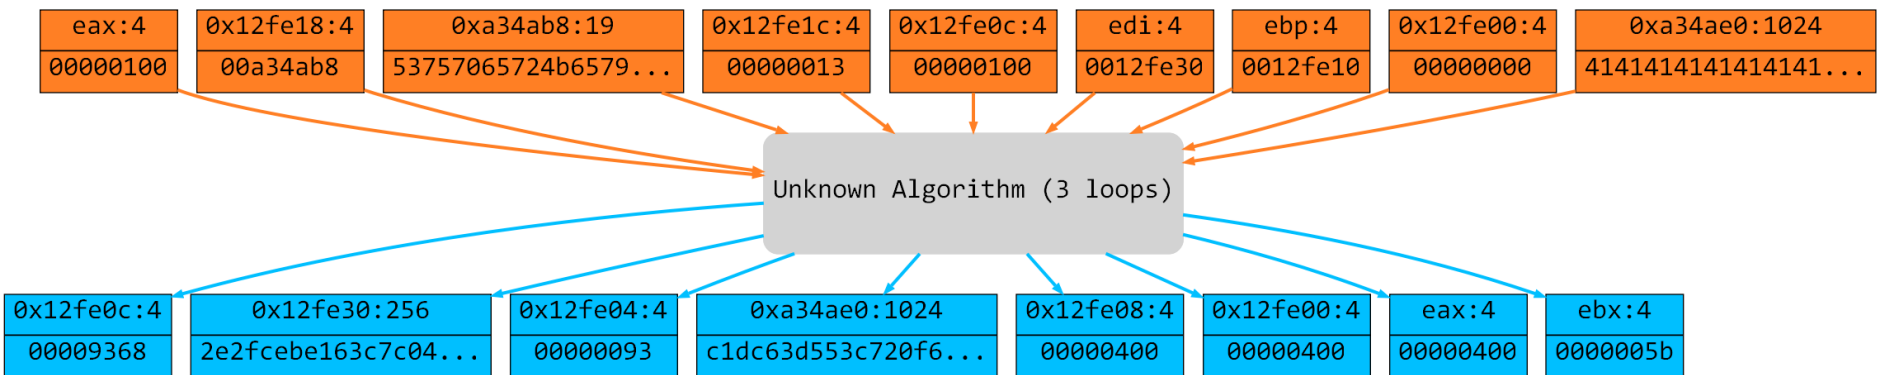 eax:4 0x12fe18:4 0xa34ab8:19 0x12fe1c:4 0x12fe0c:4 edi:4 ebp:4 0x12fe00:4 0xa34ae0:1024
00000100 00a34ab8 53757065724b6579... 00000013 00000100 0012fe30 0012fe10 00000000 4141414141414141...
Unknown Algorithm (3 loops)
0x12fe0c:4 0x12fe30:256 0x12fe04:4 0xa34ae0:1024 0x12fe08:4 0x12fe00:4 eax:4 ebx:4
00009368 2e2fcebe163c7c04... 00000093 c1dc63d553c720f6... 00000400 00000400 00000400 0000005b